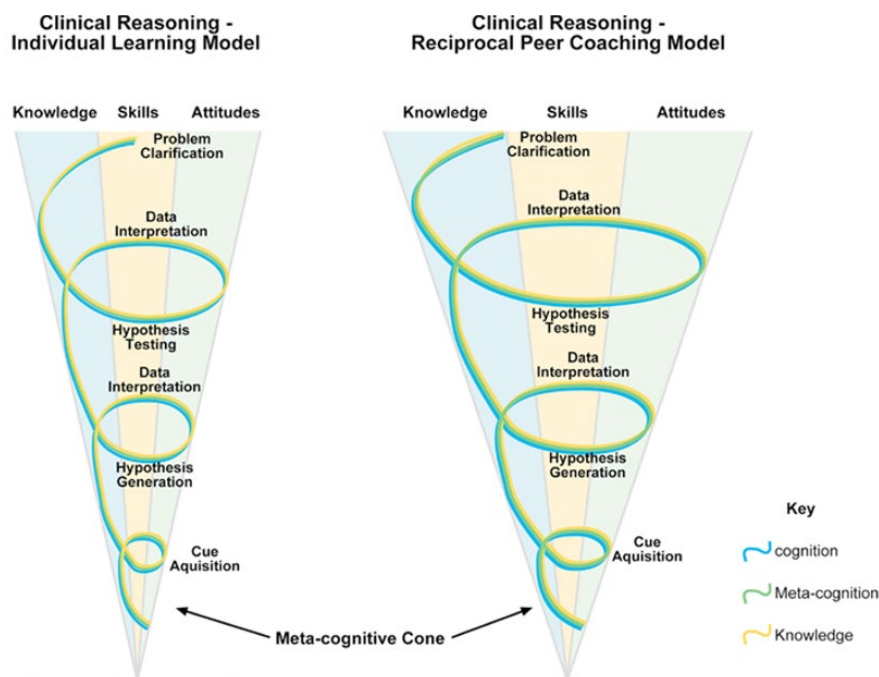 Clinical Reasoning -
Individual Learning Model
Clinical Reasoning -
Reciprocal Peer Coaching Model
Knowledge Skills Attitudes
Problem
Clarification
Data
Interpretation
Hypothesis
Testing
Data
Interpretation
Hypothesis
Generation
Cue
Aquisition
Knowledge Skills Attitudes
Problem
Clarification
Data
Interpretation
Hypothesis
Testing
Data
Interpretation
Hypothesis
Generation
Cue
Aquisition
Meta-cognitive Cone
Key
cognition
Meta-cognition
Knowledge